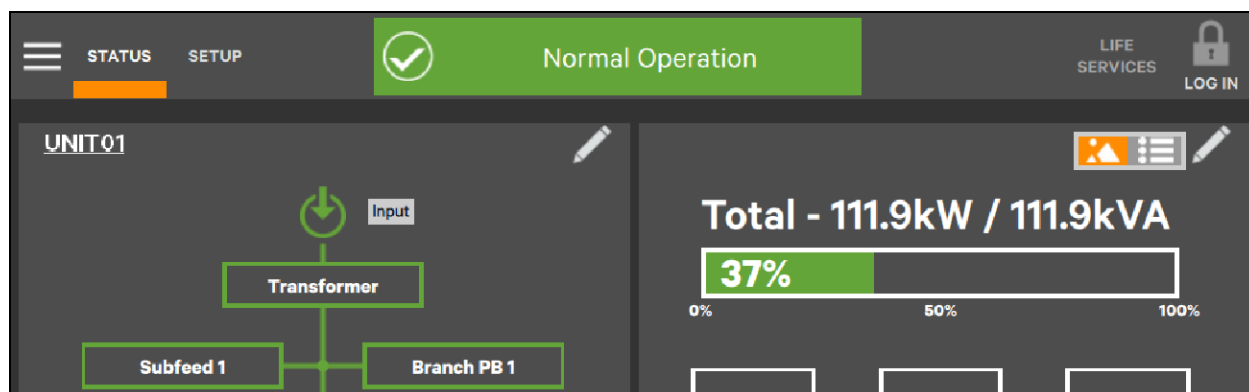 STATUS
SETUP
Normal Operation
LIFE
SERVICES
LOG IN
UNIT01
Input
Transformer
Subfeed 1
Branch PB 1
Total - 111.9kW / 111.9kVA
37%
0%
50%
100%